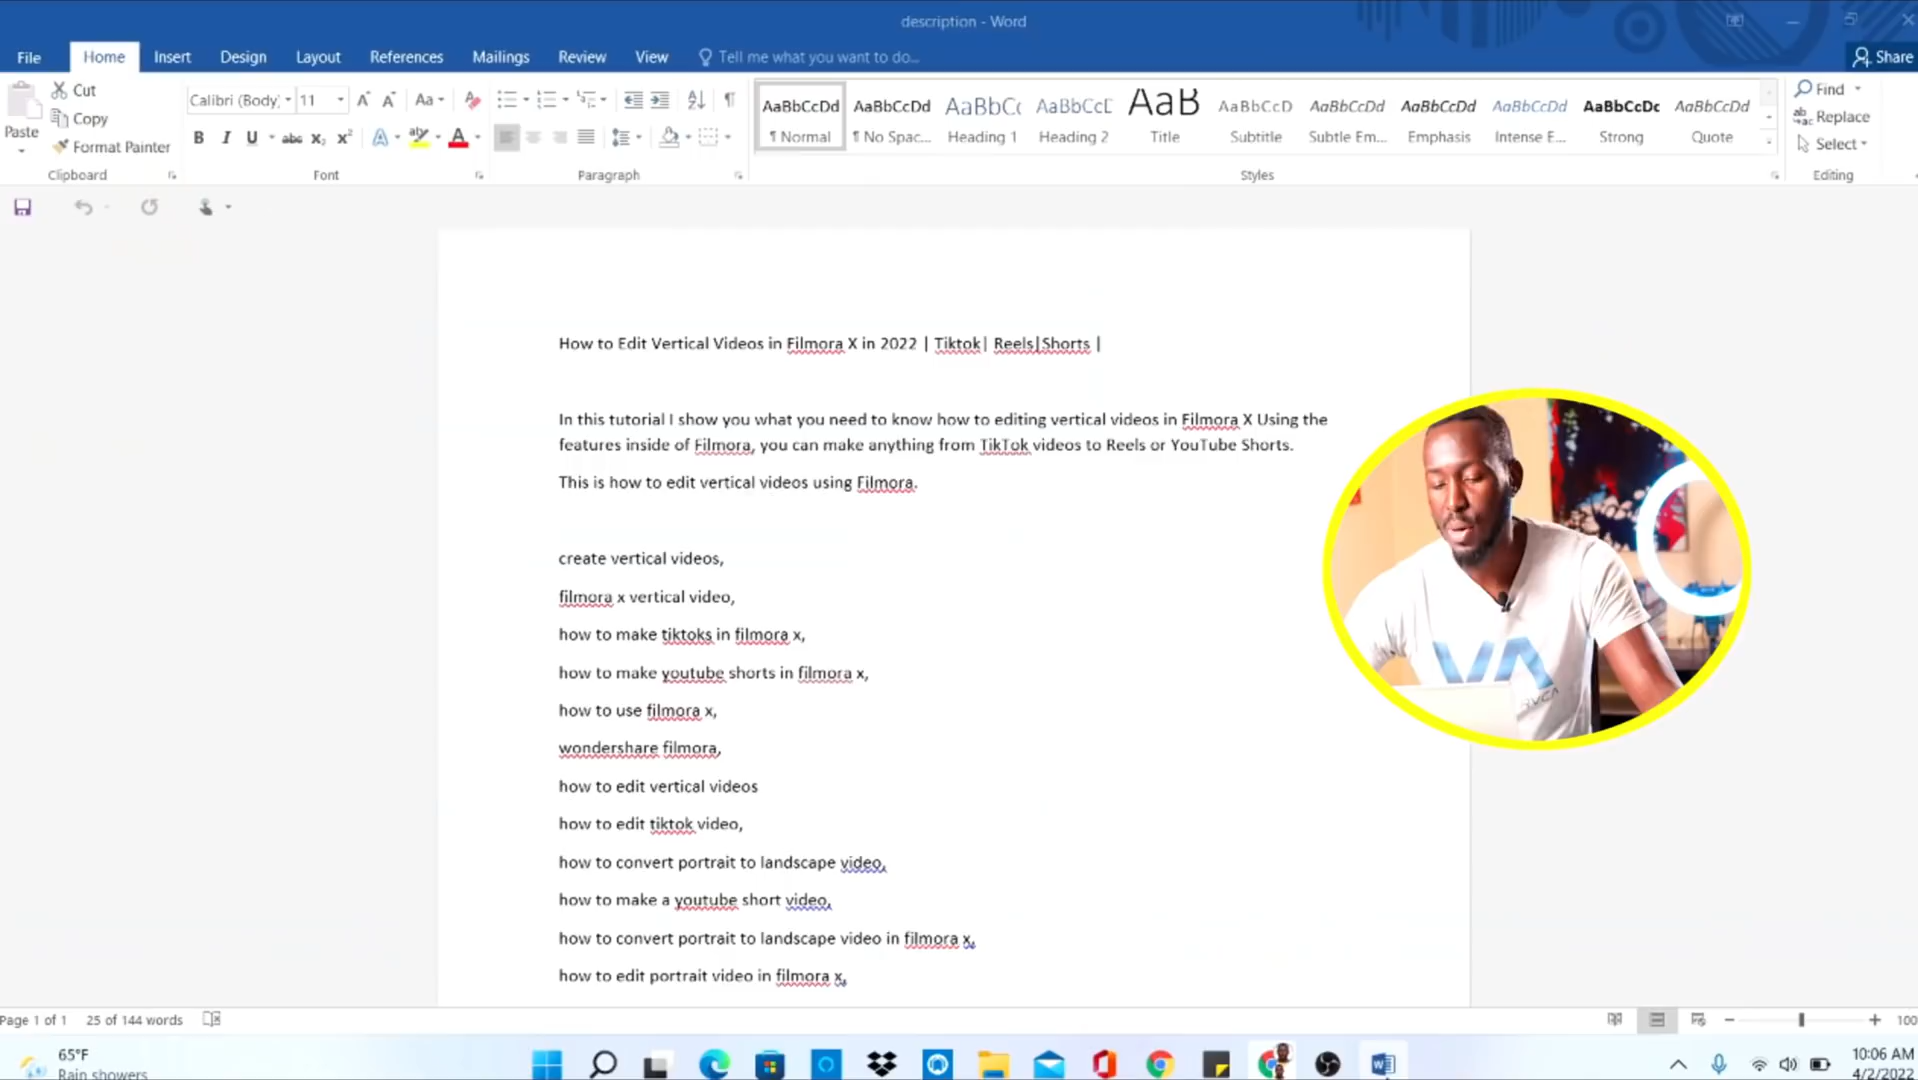 description - Word
File Home Insert Design Layout References Mailings Review View Tell me what you want to do... Share
Paste Cut Copy Format Painter Clipboard
Calibri (Body) 11 Aa Font
Paragraph
AaBbCcDd AaBbCcDd AaBbC AaBbCcE AaB AaBbCcD AaBbCcDd AaBbCcDd AaBbCcDd AaBbCcDc AaBbCcDd
¶ Normal ¶ No Spac... Heading 1 Heading 2 Title Subtitle Subtle Em... Emphasis Intense E... Strong Quote
Styles
Find
Replace
Select
Editing
How to Edit Vertical Videos in Filmora X in 2022 | Tiktok| Reels|Shorts |
In this tutorial I show you what you need to know how to editing vertical videos in Filmora X Using the
features inside of Filmora, you can make anything from TikTok videos to Reels or YouTube Shorts.
This is how to edit vertical videos using Filmora.
create vertical videos,
filmora x vertical video,
how to make tiktoks in filmora x,
how to make youtube shorts in filmora x,
how to use filmora x,
wondershare filmora,
how to edit vertical videos
how to edit tiktok video,
how to convert portrait to landscape video,
how to make a youtube short video,
how to convert portrait to landscape video in filmora x,
how to edit portrait video in filmora x,
VA
RVCA
Page 1 of 1 25 of 144 words
100
65°F
Rain showers
10:06 AM
4/2/2022